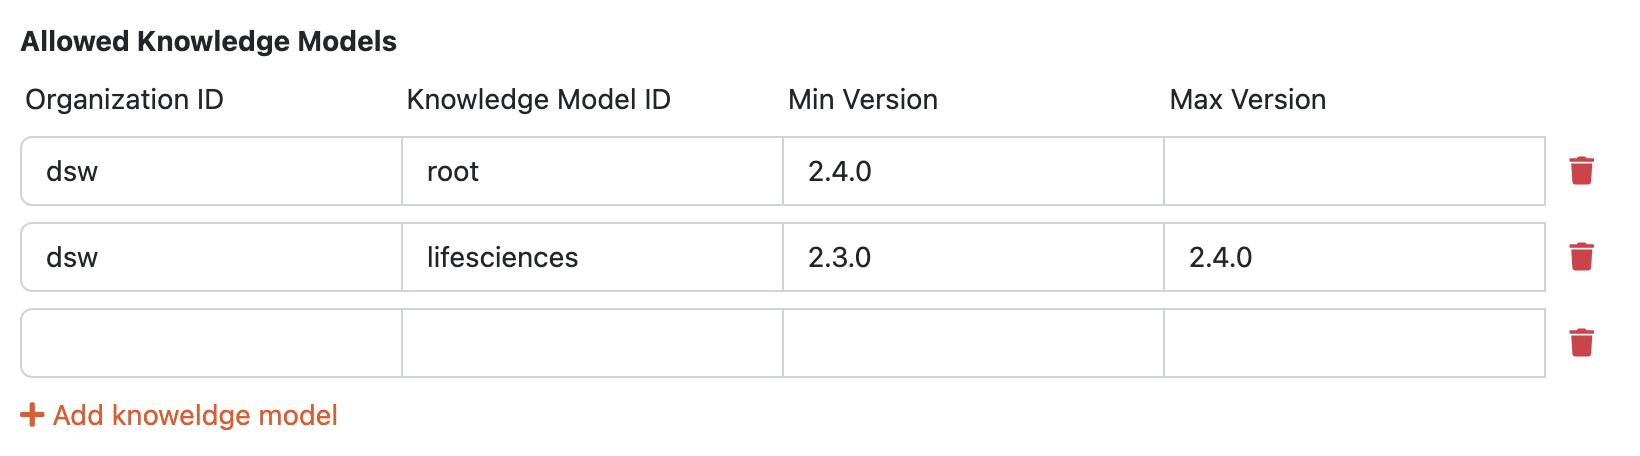 Allowed Knowledge Models
Organization ID Knowledge Model ID Min Version Max Version
dsw root 2.4.0
dsw lifesciences 2.3.0 2.4.0
Add knoweldge model